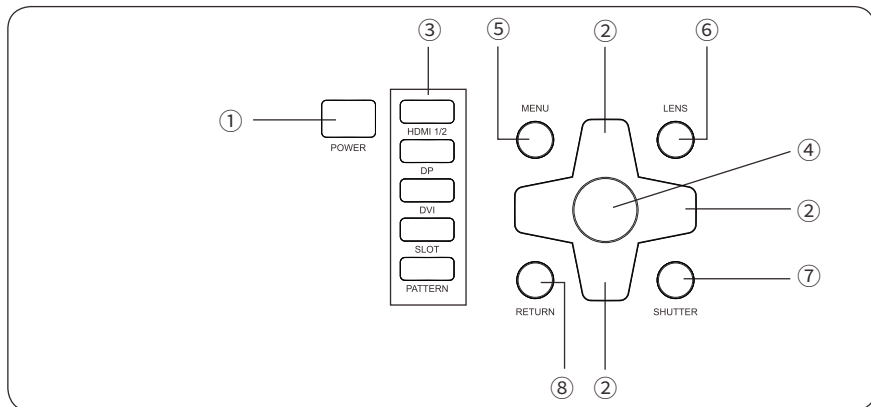 ⑤ ③ ② ⑥
MENU LENS
① HDMI 1/2
POWER
④
DP
②
DVI
SLOT
⑦
PATTERN
RETURN SHUTTER
⑧ ②